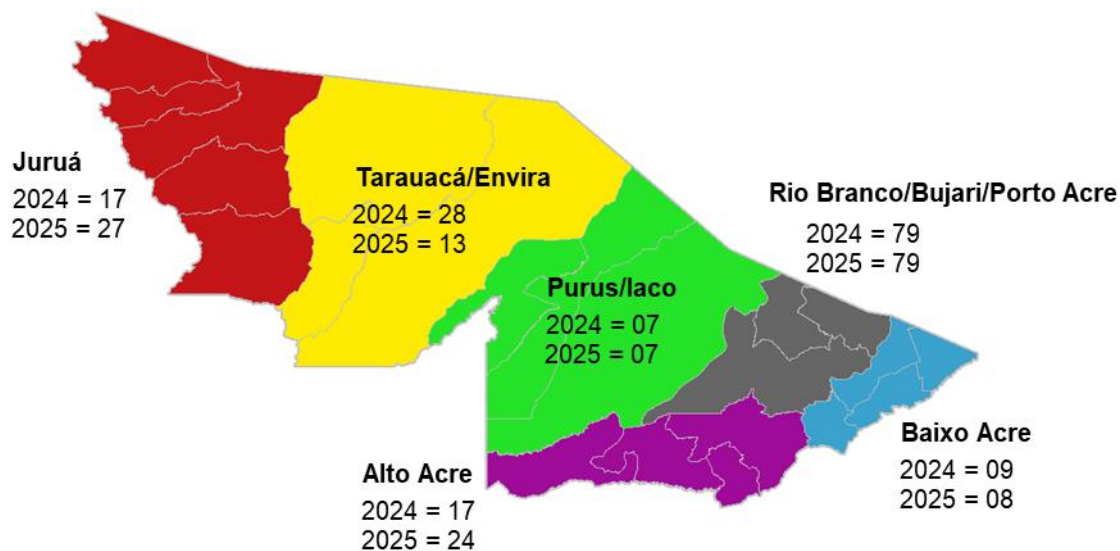 Juruá
2024 = 17
2025 = 27
Tarauacá/Envira
2024 = 28
2025 = 13
Rio Branco/Bujari/Porto Acre
2024 = 79
2025 = 79
Purus/Iaco
2024 = 07
2025 = 07
Baixo Acre
2024 = 09
2025 = 08
Alto Acre
2024 = 17
2025 = 24